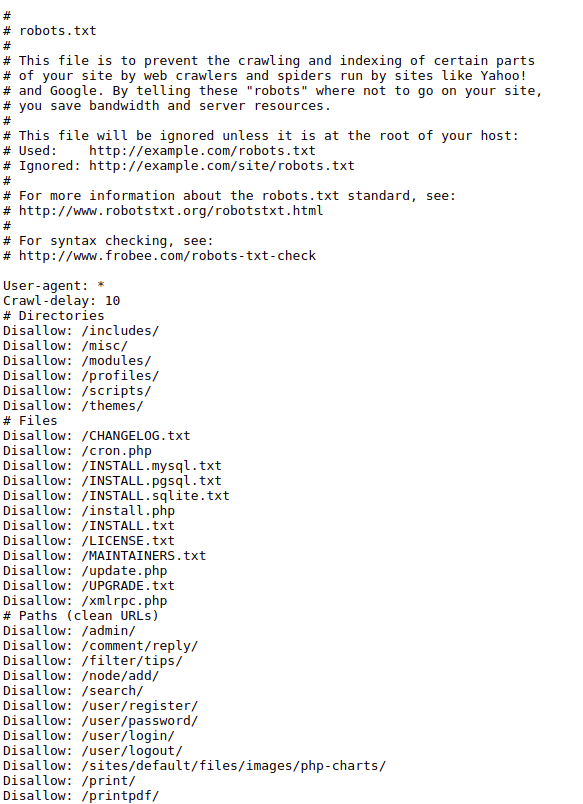 #
# robots.txt
#
# This file is to prevent the crawling and indexing of certain parts
# of your site by web crawlers and spiders run by sites like Yahoo!
# and Google. By telling these "robots" where not to go on your site,
# you save bandwidth and server resources.
#
# This file will be ignored unless it is at the root of your host:
# Used:    http://example.com/robots.txt
# Ignored: http://example.com/site/robots.txt
#
# For more information about the robots.txt standard, see:
# http://www.robotstxt.org/robotstxt.html
#
# For syntax checking, see:
# http://www.frobee.com/robots-txt-check

User-agent: *
Crawl-delay: 10
# Directories
Disallow: /includes/
Disallow: /misc/
Disallow: /modules/
Disallow: /profiles/
Disallow: /scripts/
Disallow: /themes/
# Files
Disallow: /CHANGELOG.txt
Disallow: /cron.php
Disallow: /INSTALL.mysql.txt
Disallow: /INSTALL.pgsql.txt
Disallow: /INSTALL.sqlite.txt
Disallow: /install.php
Disallow: /INSTALL.txt
Disallow: /LICENSE.txt
Disallow: /MAINTAINERS.txt
Disallow: /update.php
Disallow: /UPGRADE.txt
Disallow: /xmlrpc.php
# Paths (clean URLs)
Disallow: /admin/
Disallow: /comment/reply/
Disallow: /filter/tips/
Disallow: /node/add/
Disallow: /search/
Disallow: /user/register/
Disallow: /user/password/
Disallow: /user/login/
Disallow: /user/logout/
Disallow: /sites/default/files/images/php-charts/
Disallow: /print/
Disallow: /printpdf/